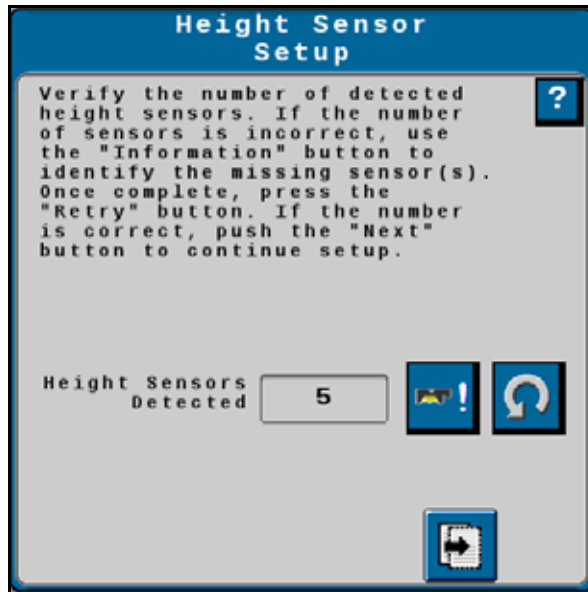 Height Sensor
Setup
Verify the number of detected
height sensors. If the number
of sensors is incorrect, use
the "Information" button to
identify the missing sensor(s).
Once complete, press the
"Retry" button. If the number
is correct, push the "Next"
button to continue setup.
?
Height Sensors
Detected
5
!